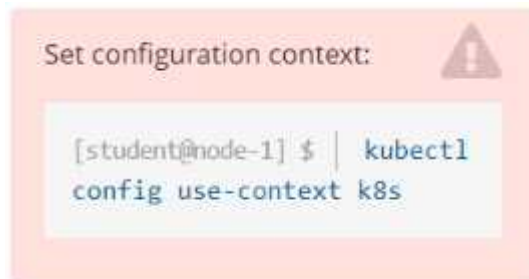 Set configuration context:
[student@node-1] $ | kubectl
config use-context k8s